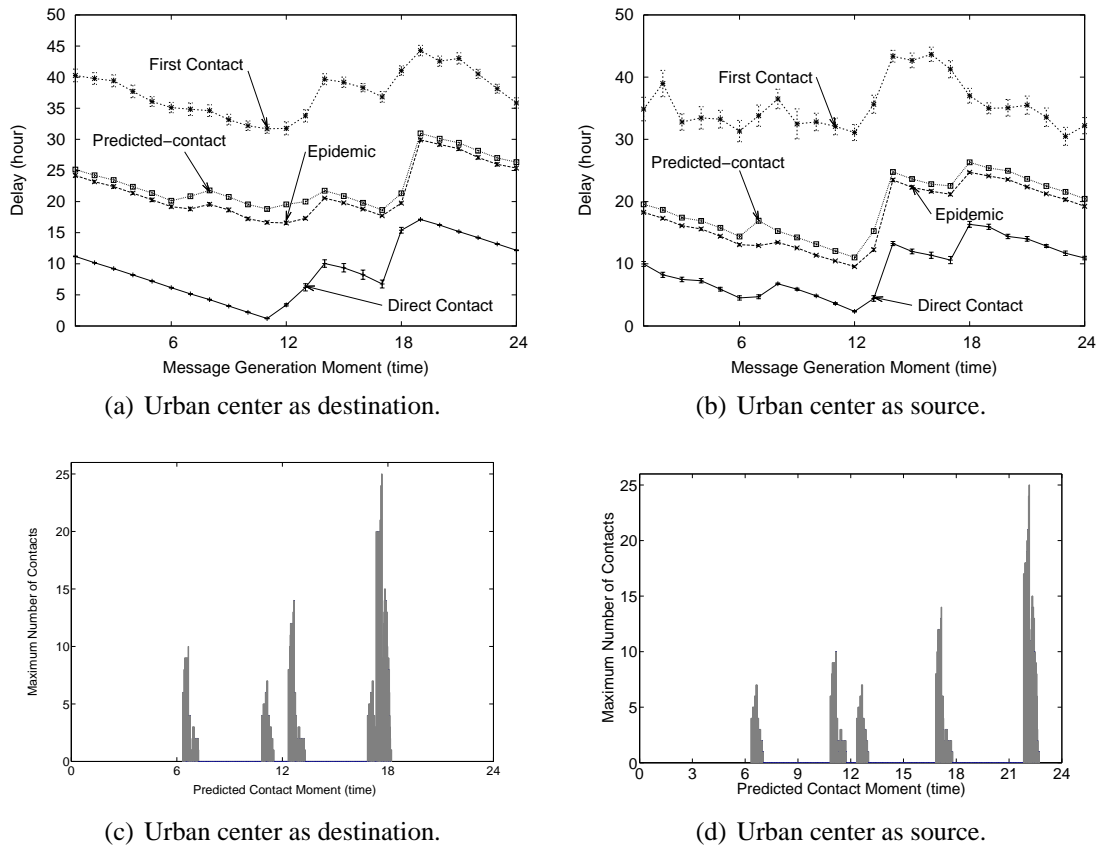 50
45
40
35
30
25
20
15
10
5
0
Delay (hour)
First Contact
Predicted-contact
Epidemic
Direct Contact
6
12
18
24
Message Generation Moment (time)
(a) Urban center as destination.
50
40
30
20
10
0
Delay (hour)
First Contact
Predicted-contact
Epidemic
Direct Contact
6
12
18
24
Message Generation Moment (time)
(b) Urban center as source.
25
20
15
10
5
0
Maximum Number of Contacts
0
6
12
18
24
Predicted Contact Moment (time)
(c) Urban center as destination.
25
20
15
10
5
0
Maximum Number of Contacts
0
3
6
9
12
15
18
21
24
Predicted Contact Moment (time)
(d) Urban center as source.